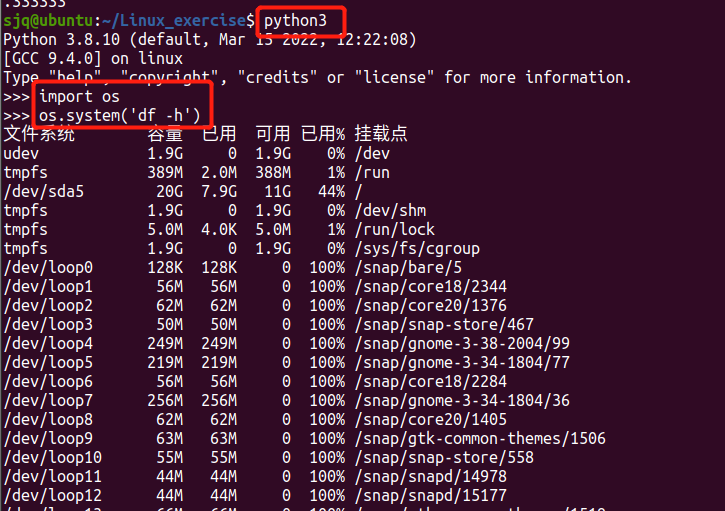 .333333
sjq@ubuntu:~/Linux_exercise$ python3
Python 3.8.10 (default, Mar 15 2022, 12:22:08)
[GCC 9.4.0] on linux
Type "help", "copyright", "credits" or "license" for more information.
>>> import os
>>> os.system('df -h')
文件系统 容量 已用 可用 已用% 挂载点
udev 1.9G 0 1.9G 0% /dev
tmpfs 389M 2.0M 388M 1% /run
/dev/sda5 20G 7.9G 11G 44% /
tmpfs 1.9G 0 1.9G 0% /dev/shm
tmpfs 5.0M 4.0K 5.0M 1% /run/lock
tmpfs 1.9G 0 1.9G 0% /sys/fs/cgroup
/dev/loop0 128K 128K 0 100% /snap/bare/5
/dev/loop1 56M 56M 0 100% /snap/core18/2344
/dev/loop2 62M 62M 0 100% /snap/core20/1376
/dev/loop3 50M 50M 0 100% /snap/snap-store/467
/dev/loop4 249M 249M 0 100% /snap/gnome-3-38-2004/99
/dev/loop5 219M 219M 0 100% /snap/gnome-3-34-1804/77
/dev/loop6 56M 56M 0 100% /snap/core18/2284
/dev/loop7 256M 256M 0 100% /snap/gnome-3-34-1804/36
/dev/loop8 62M 62M 0 100% /snap/core20/1405
/dev/loop9 63M 63M 0 100% /snap/gtk-common-themes/1506
/dev/loop10 55M 55M 0 100% /snap/snap-store/558
/dev/loop11 44M 44M 0 100% /snap/snapd/14978
/dev/loop12 44M 44M 0 100% /snap/snapd/15177